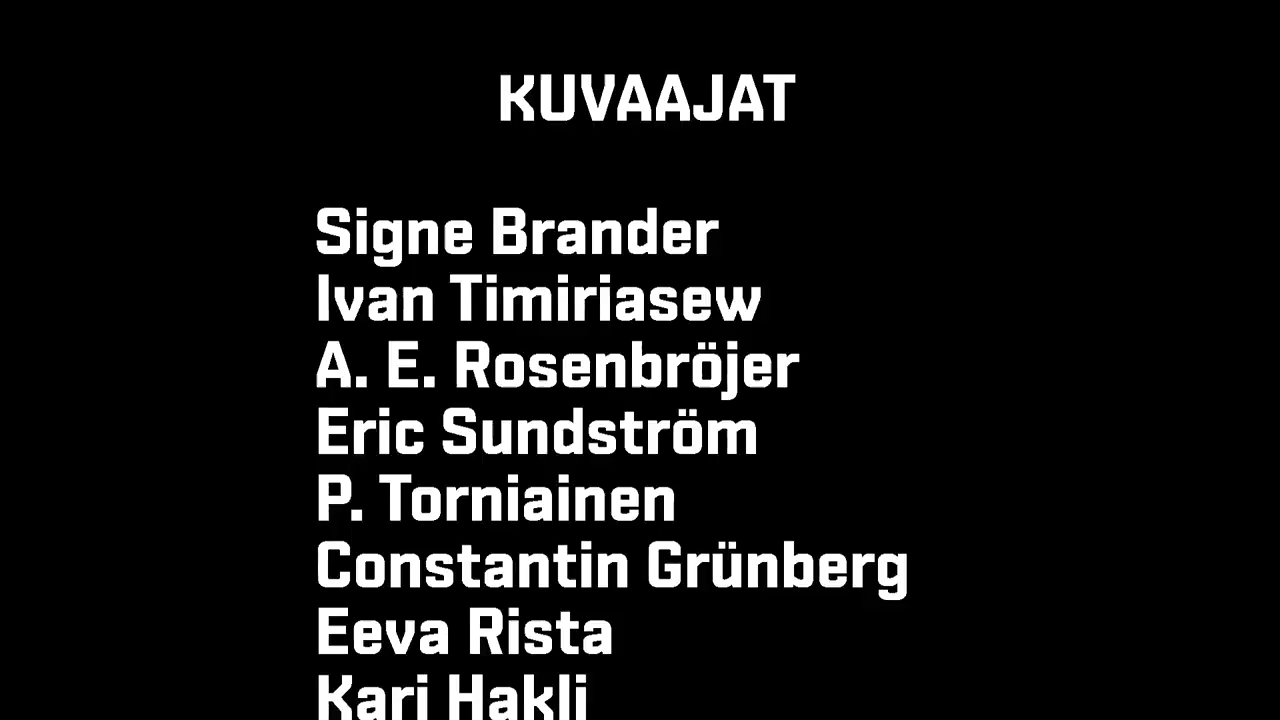 KUVAAJAT
Signe Brander
Ivan Timiriasew
A. E. Rosenbröjer
Eric Sundström
P. Torniainen
Constantin Grünberg
Eeva Rista
Kari Hakli